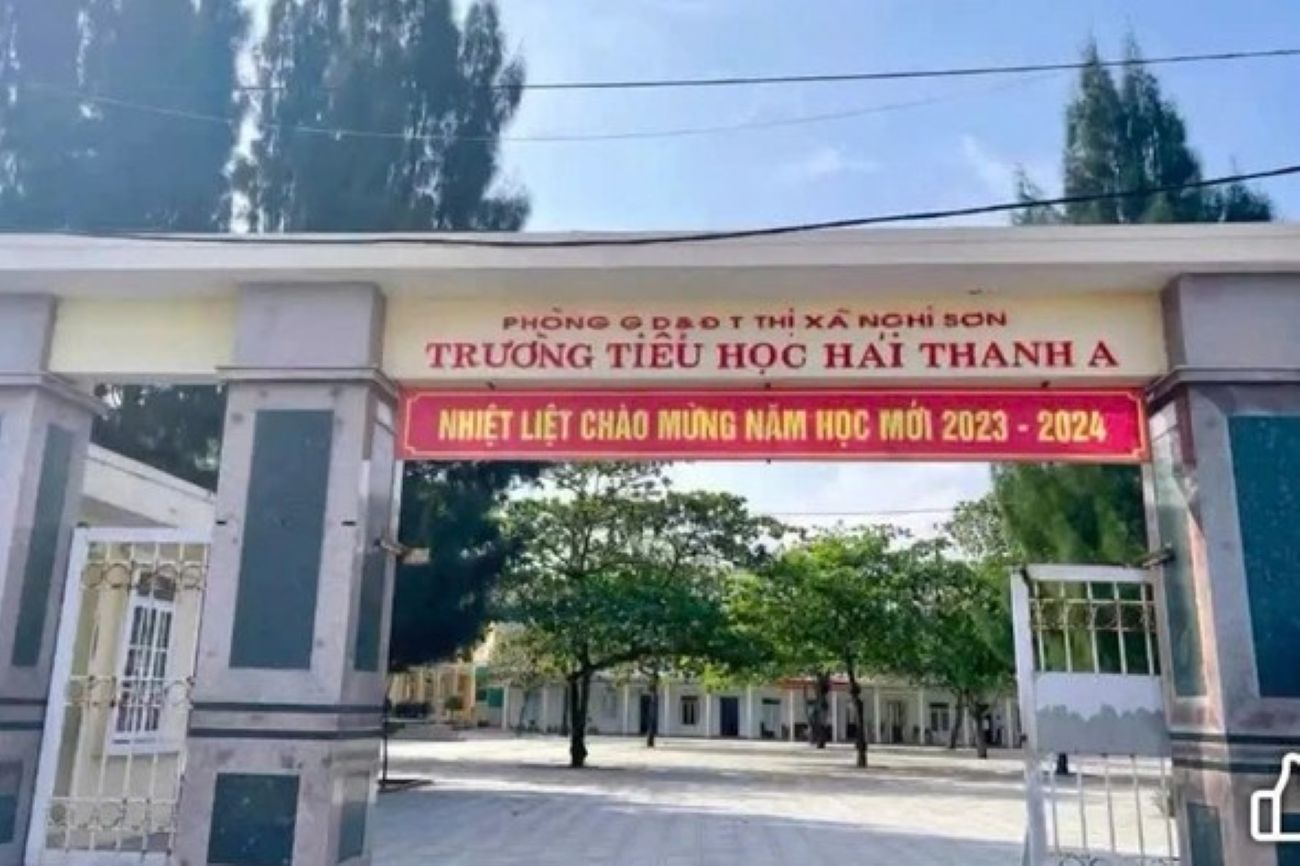 PHÒNG GD&ĐT THỊ XÃ NGHI SƠN
TRƯỜNG TIỂU HỌC HẢI THANH A
NHIỆT LIỆT CHÀO MỪNG NĂM HỌC MỚI 2023 - 2024